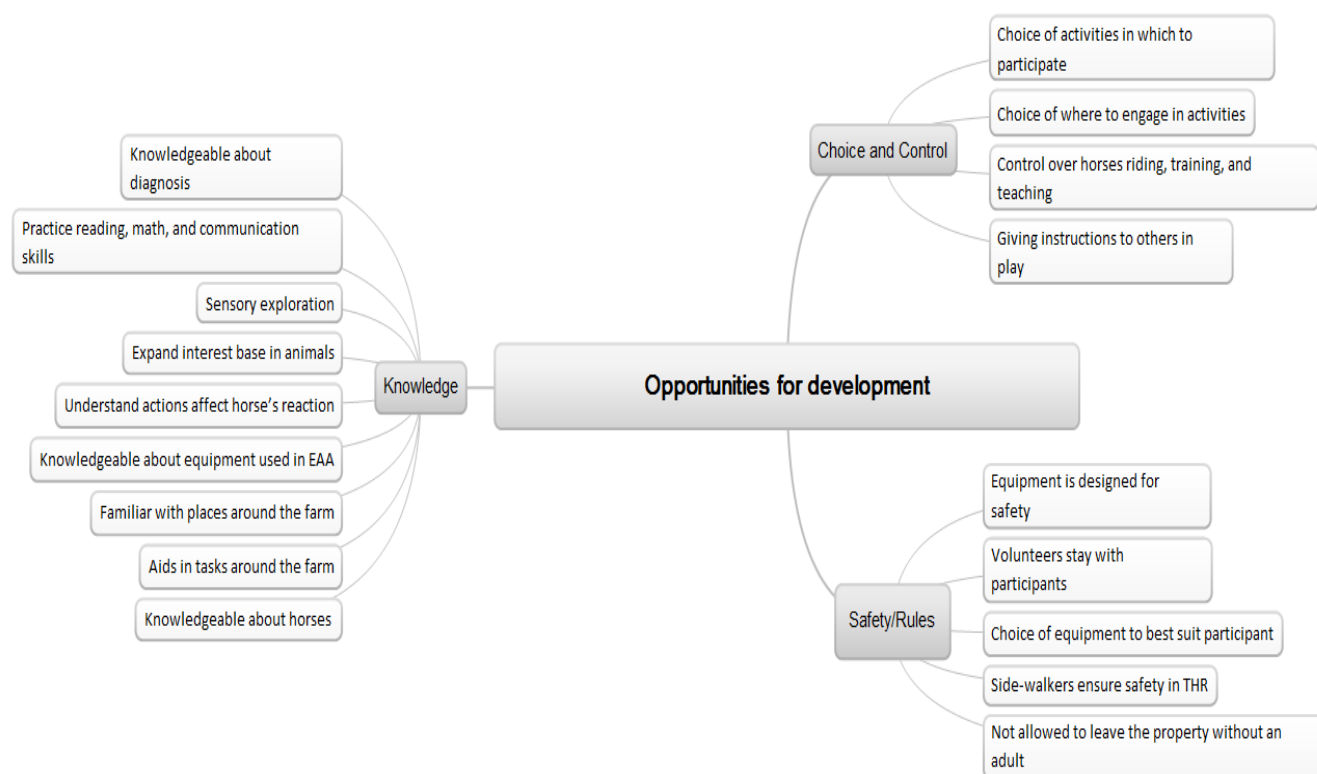 Opportunities for development
Choice and Control
Choice of activities in which to
participate
Choice of where to engage in activities
Control over horses riding, training, and
teaching
Giving instructions to others in
play
Knowledge
Knowledgeable about
diagnosis
Practice reading, math, and communication
skills
Sensory exploration
Expand interest base in animals
Understand actions affect horse's reaction
Knowledgeable about equipment used in EAA
Familiar with places around the farm
Aids in tasks around the farm
Knowledgeable about horses
Safety/Rules
Equipment is designed for
safety
Volunteers stay with
participants
Choice of equipment to best suit participant
Side-walkers ensure safety in THR
Not allowed to leave the property without an
adult